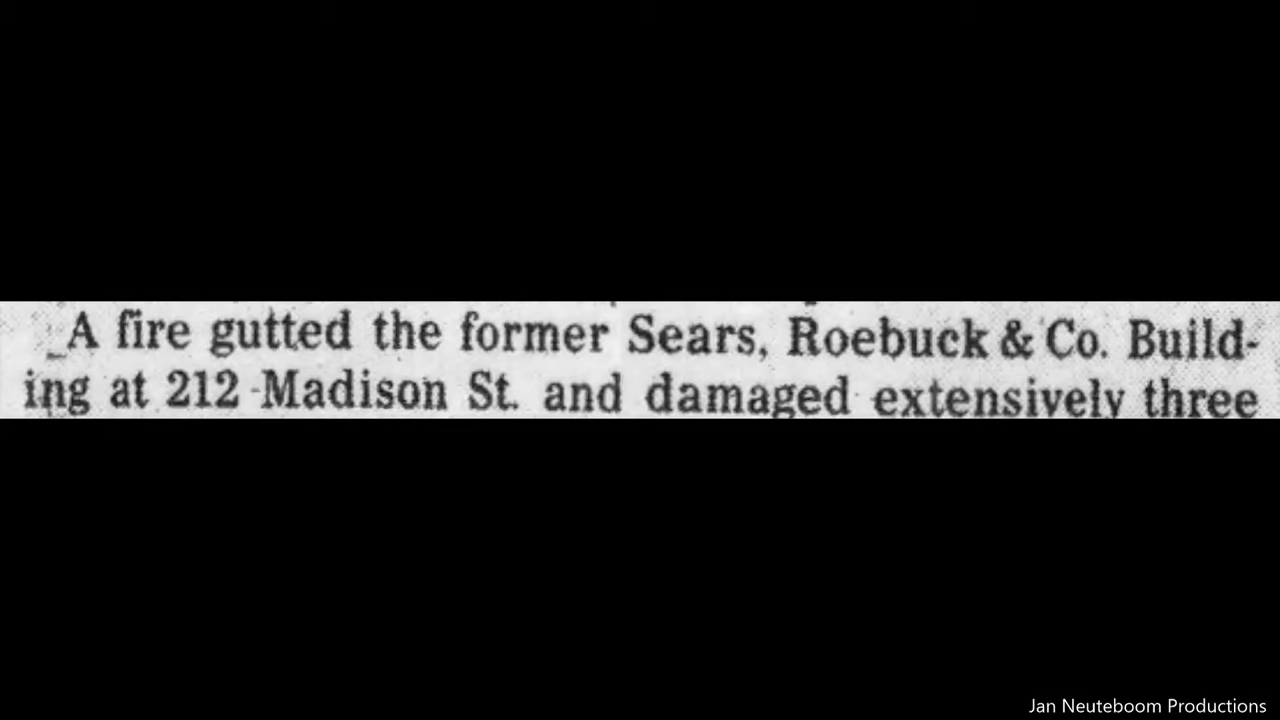 A fire gutted the former Sears, Roebuck & Co. Build-
ing at 212 Madison St. and damaged extensively three
Jan Neuteboom Productions